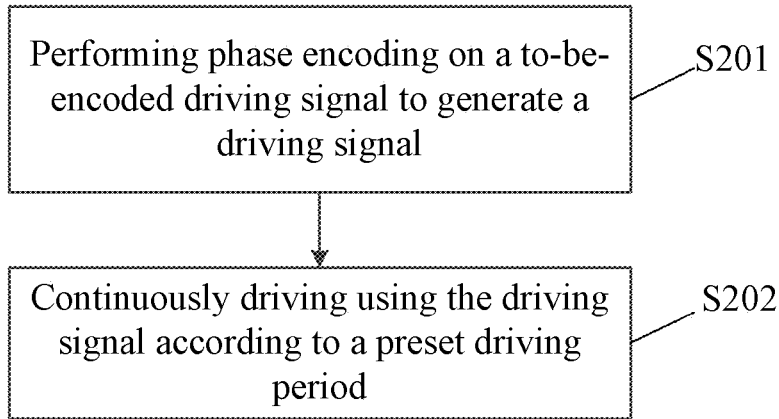 Performing phase encoding on a to-be-
encoded driving signal to generate a
driving signal
S201
Continuously driving using the driving
signal according to a preset driving
period
S202